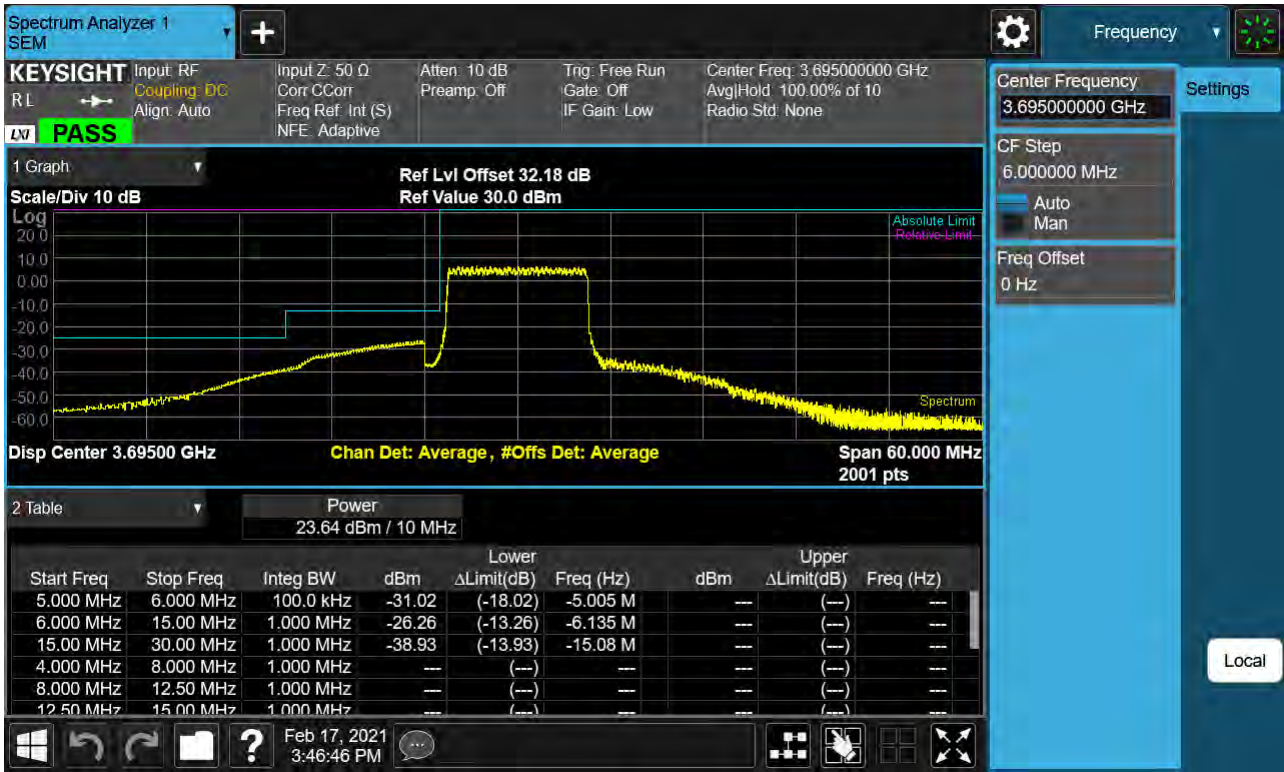 Spectrum Analyzer 1
SEM
Frequency
KEYSIGHT
R L
LXI
PASS
Input: RF
Coupling: DC
Align: Auto
Input Z: 50 Ω
Corr CCorr
Freq Ref: Int (S)
NFE: Adaptive
Atten: 10 dB
Preamp: Off
Trig: Free Run
Gate: Off
IF Gain: Low
Center Freq: 3.695000000 GHz
Avg|Hold: 100.00% of 10
Radio Std: None
Center Frequency
3.695000000 GHz
Settings
CF Step
6.000000 MHz
Auto
Man
Freq Offset
0 Hz
Local
1 Graph
Scale/Div 10 dB
Ref Lvl Offset 32.18 dB
Ref Value 30.0 dBm
Log
20.0
10.0
0.00
-10.0
-20.0
-30.0
-40.0
-50.0
-60.0
Absolute Limit
Relative Limit
Spectrum
Disp Center 3.69500 GHz
Chan Det: Average, #Offs Det: Average
Span 60.000 MHz
2001 pts
2 Table
Power
23.64 dBm / 10 MHz
Lower Upper
Start Freq Stop Freq Integ BW dBm ΔLimit(dB) Freq (Hz) dBm ΔLimit(dB) Freq (Hz)
5.000 MHz 6.000 MHz 100.0 kHz -31.02 (-18.02) -5.005 M --- (---) ---
6.000 MHz 15.00 MHz 1.000 MHz -26.26 (-13.26) -6.135 M --- (---) ---
15.00 MHz 30.00 MHz 1.000 MHz -38.93 (-13.93) -15.08 M --- (---) ---
4.000 MHz 8.000 MHz 1.000 MHz --- (---) --- --- (---) ---
8.000 MHz 12.50 MHz 1.000 MHz --- (---) --- --- (---) ---
12.50 MHz 15.00 MHz 1.000 MHz --- (---) --- --- (---) ---
?
Feb 17, 2021
3:46:46 PM